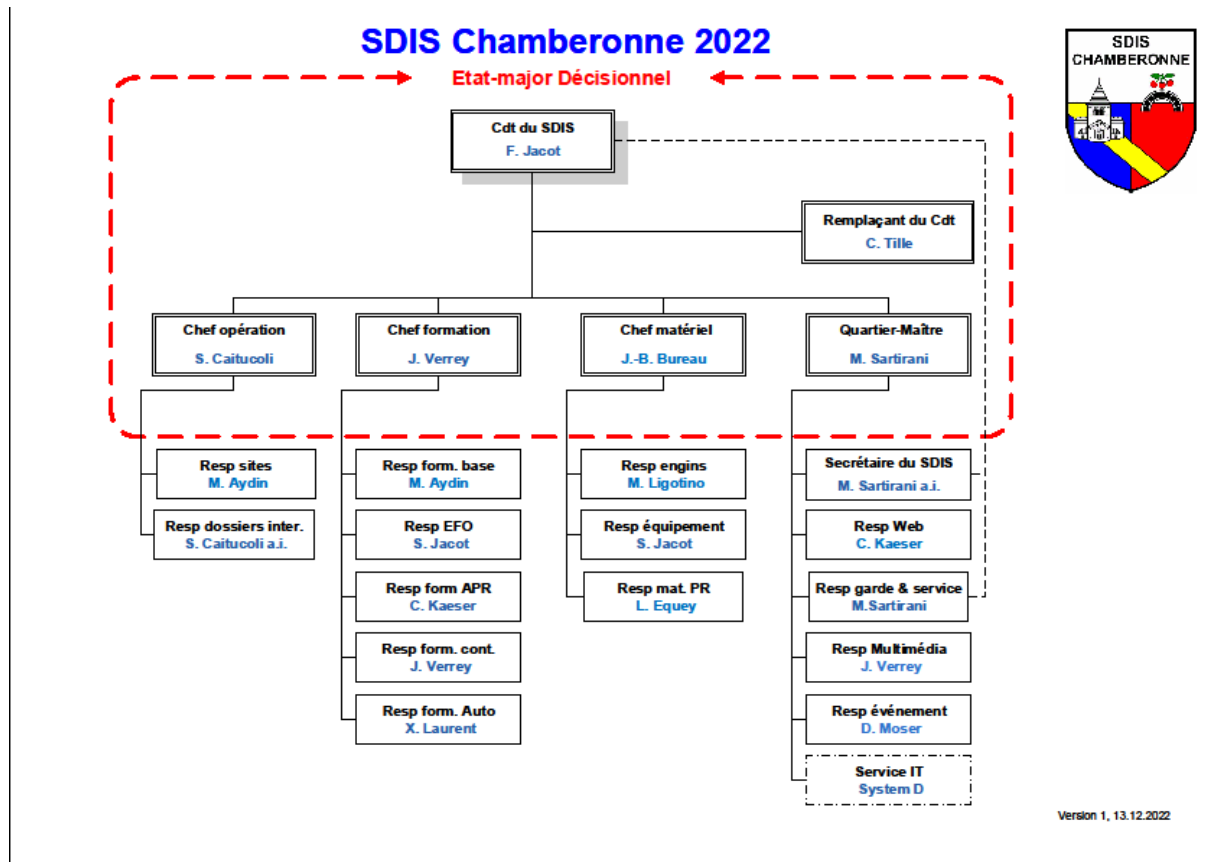 SDIS Chamberonne 2022
SDIS
CHAMBERONNE
Etat-major Décisionnel
Cdt du SDIS
F. Jacot
Remplaçant du Cdt
C. Tille
Chef opération
S. Caitucoli
Chef formation
J. Verrey
Chef matériel
J.-B. Bureau
Quartier-Maître
M. Sartirani
Resp sites
M. Aydin
Resp dossiers inter.
S. Caitucoli a.i.
Resp form. base
M. Aydin
Resp EFO
S. Jacot
Resp form APR
C. Kaeser
Resp form. cont.
J. Verrey
Resp form. Auto
X. Laurent
Resp engins
M. Ligotino
Resp équipement
S. Jacot
Resp mat. PR
L. Equey
Secrétaire du SDIS
M. Sartirani a.i.
Resp Web
C. Kaeser
Resp garde & service
M.Sartirani
Resp Multimédia
J. Verrey
Resp événement
D. Moser
Service IT
System D
Version 1, 13.12.2022